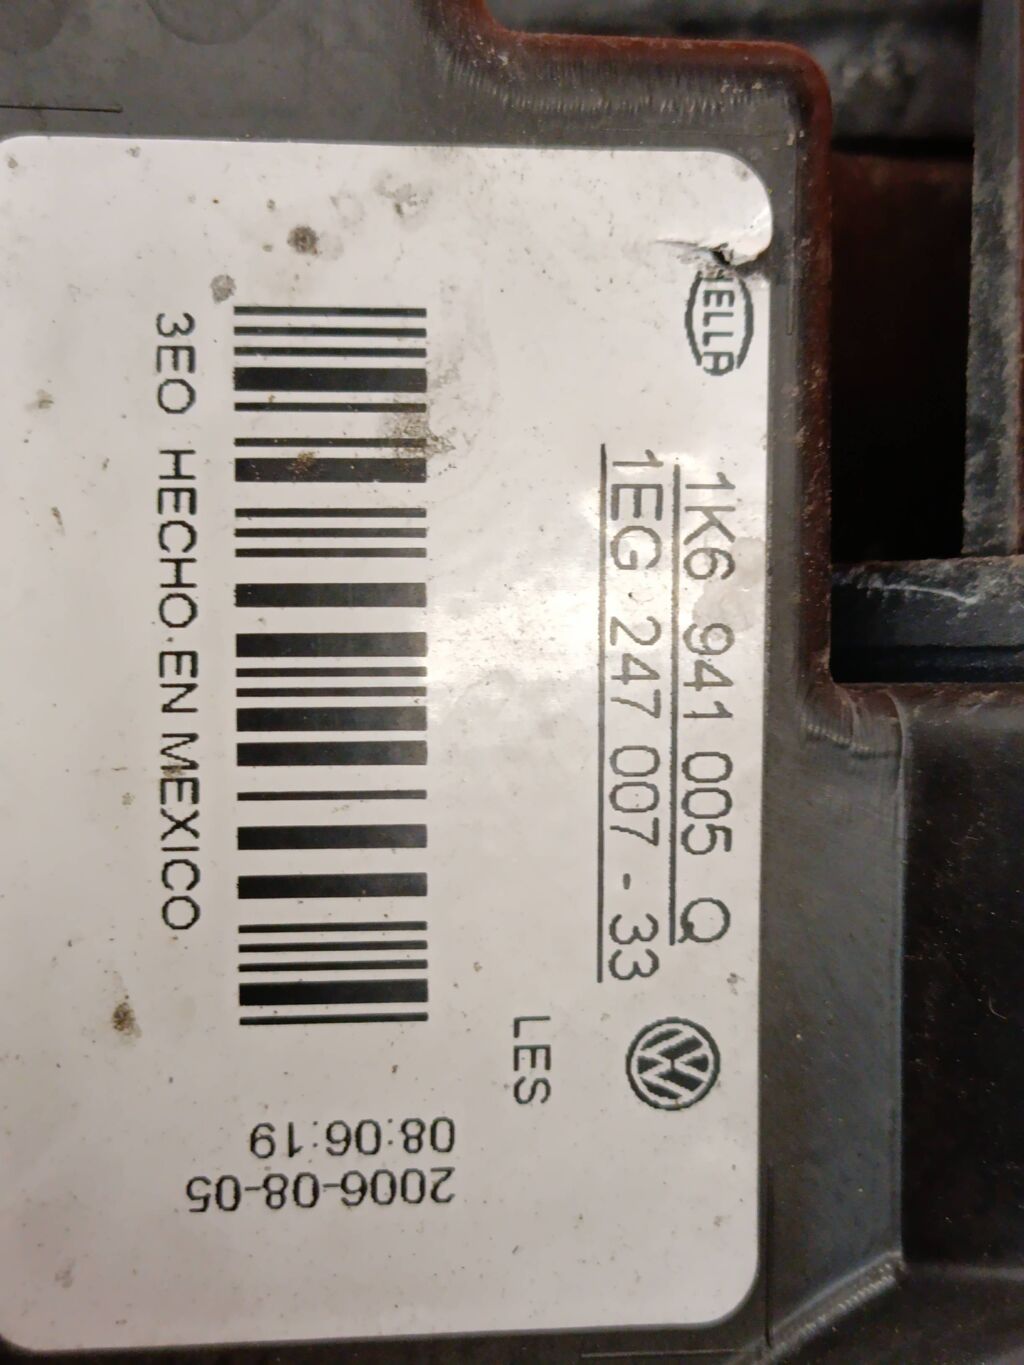 HELLA
1K6 941 005 Q
1EG 247 007 - 33
LES
3EO HECHO EN MEXICO
2006-08-05
08:06:19